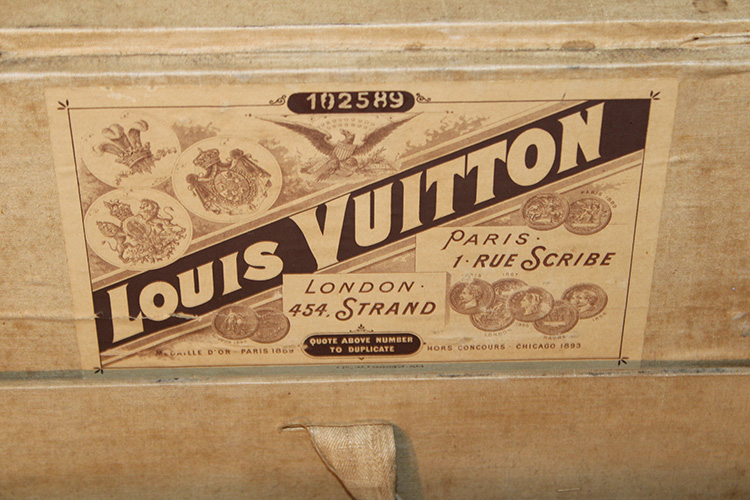 102589
LOUIS VUITTON
PARIS.
1. RUE SCRIBE
LONDON.
454, STRAND
QUOTE ABOVE NUMBER
TO DUPLICATE
MEDAILLE D'OR - PARIS 1869
HORS CONCOURS - CHICAGO 1893